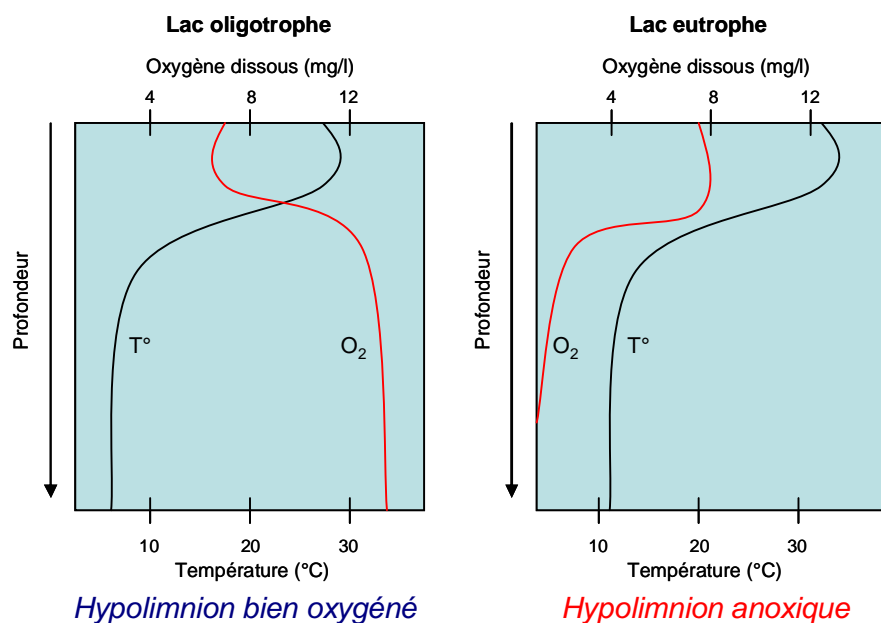 Lac oligotrophe
Oxygène dissous (mg/l)
4 8 12
Profondeur
T°
O2
10 20 30
Température (°C)
Hypolimnion bien oxygéné
Lac eutrophe
Oxygène dissous (mg/l)
4 8 12
Profondeur
O2 T°
10 20 30
Température (°C)
Hypolimnion anoxique